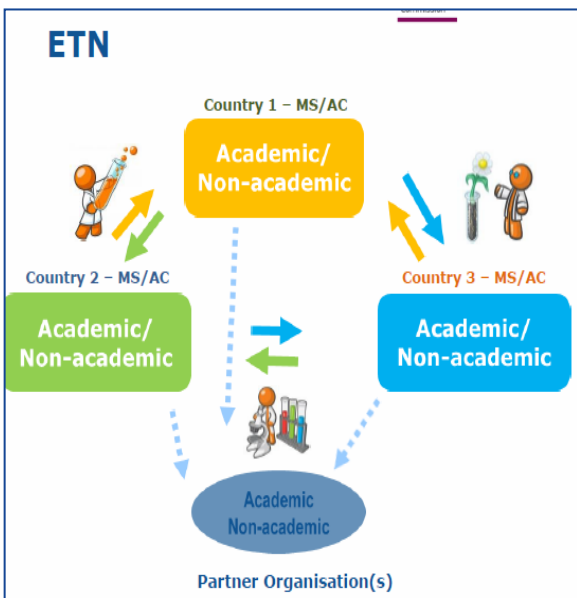 ETN
Country 1 – MS/AC
Academic/
Non-academic
Country 2 – MS/AC
Country 3 – MS/AC
Academic/
Non-academic
Academic/
Non-academic
Academic
Non-academic
Partner Organisation(s)